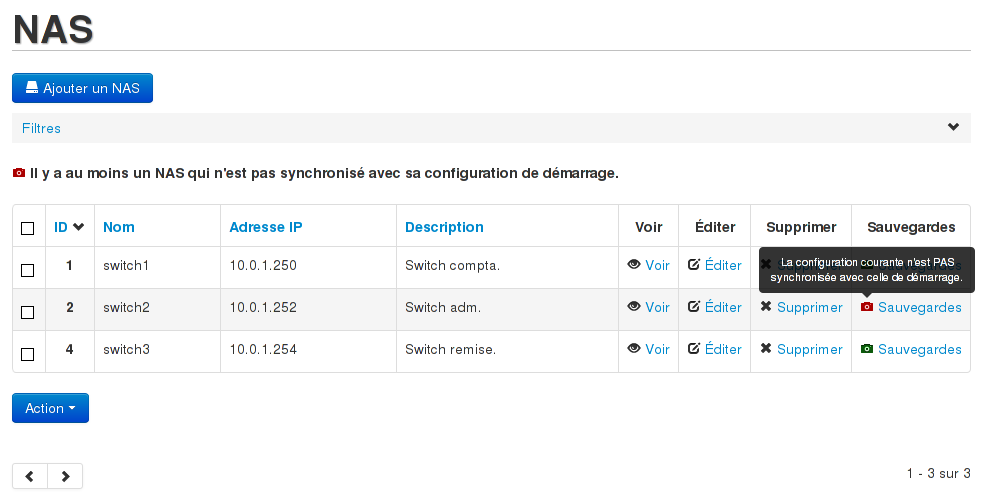 NAS
Ajouter un NAS
Filtres
Il y a au moins un NAS qui n'est pas synchronisé avec sa configuration de démarrage.
ID Nom Adresse IP Description Voir Éditer Supprimer Sauvegardes
1 switch1 10.0.1.250 Switch compta. Voir Éditer Supprimer Sauvegardes
La configuration courante n'est PAS
synchronisée avec celle de démarrage.
2 switch2 10.0.1.252 Switch adm. Voir Éditer Supprimer Sauvegardes
4 switch3 10.0.1.254 Switch remise. Voir Éditer Supprimer Sauvegardes
Action
1 - 3 sur 3